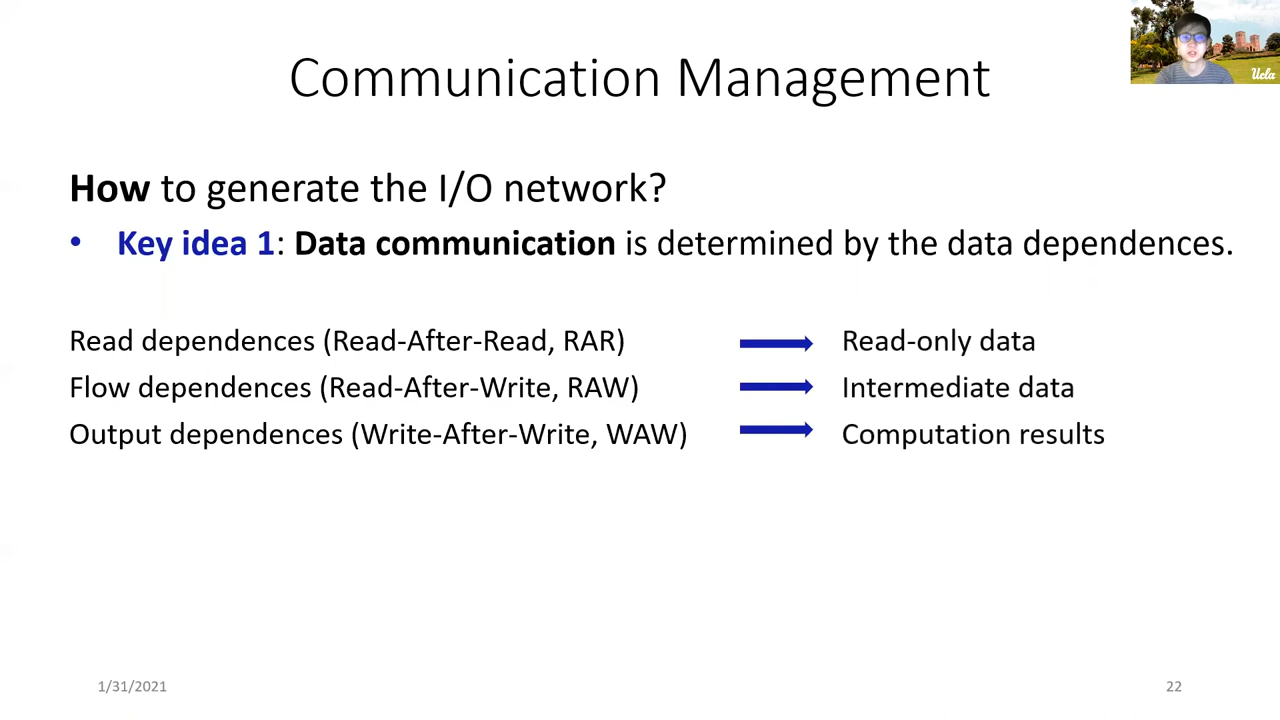 Communication Management
Ucla
How to generate the I/O network?
• Key idea 1: Data communication is determined by the data dependences.
Read dependences (Read-After-Read, RAR) Read-only data
Flow dependences (Read-After-Write, RAW) Intermediate data
Output dependences (Write-After-Write, WAW) Computation results
1/31/2021 22